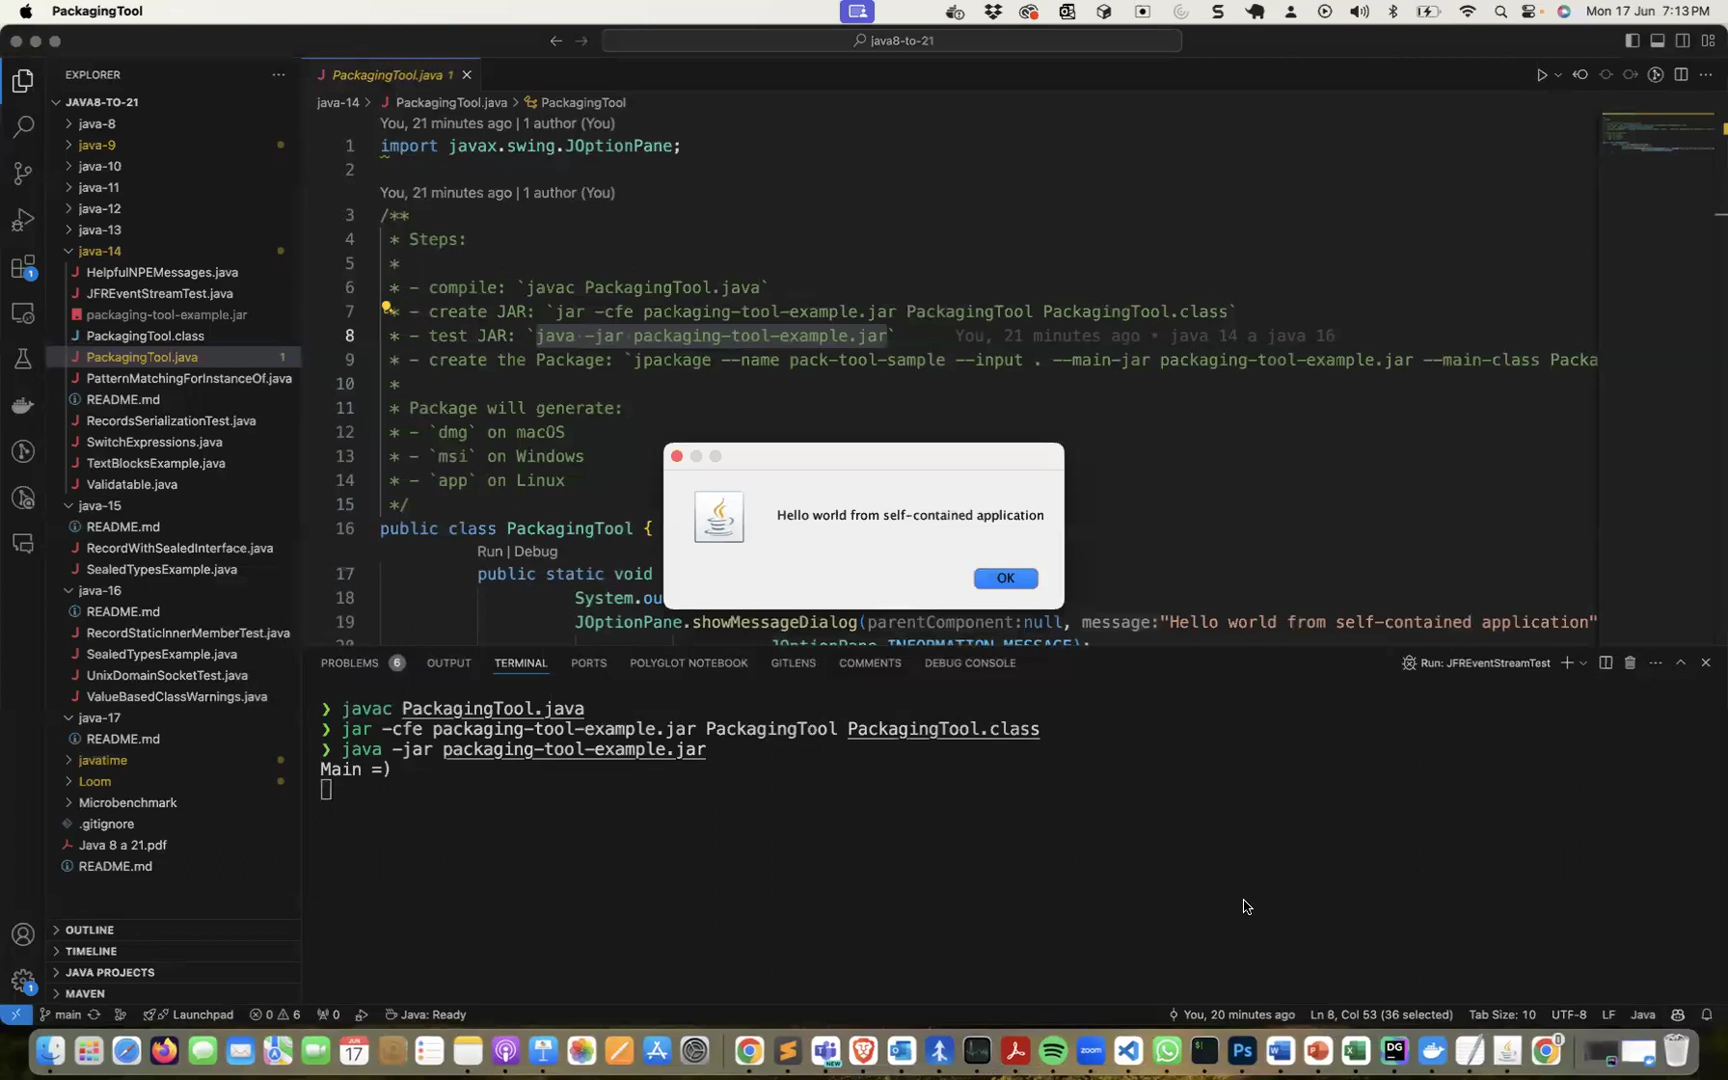 PackagingTool
Mon 17 Jun 7:13 PM
java8-to-21
EXPLORER
JAVA8-TO-21
java-8
java-9
java-10
java-11
java-12
java-13
java-14
HelpfulNPEMessages.java
JFREventStreamTest.java
packaging-tool-example.jar
PackagingTool.class
PackagingTool.java 1
PatternMatchingForInstanceOf.java
README.md
RecordsSerializationTest.java
SwitchExpressions.java
TextBlocksExample.java
Validatable.java
java-15
README.md
RecordWithSealedInterface.java
SealedTypesExample.java
java-16
README.md
RecordStaticInnerMemberTest.java
SealedTypesExample.java
UnixDomainSocketTest.java
ValueBasedClassWarnings.java
java-17
README.md
javatime
Loom
Microbenchmark
.gitignore
Java 8 a 21.pdf
README.md
OUTLINE
TIMELINE
JAVA PROJECTS
MAVEN
PackagingTool.java 1
java-14 > PackagingTool.java > PackagingTool
You, 21 minutes ago | 1 author (You)
1 import javax.swing.JOptionPane;
2
You, 21 minutes ago | 1 author (You)
3 /**
4 * Steps:
5 *
6 * - compile: `javac PackagingTool.java`
7 * - create JAR: `jar -cfe packaging-tool-example.jar PackagingTool PackagingTool.class`
8 * - test JAR: `java -jar packaging-tool-example.jar` You, 21 minutes ago • java 14 a java 16
9 * - create the Package: `jpackage --name pack-tool-sample --input . --main-jar packaging-tool-example.jar --main-class Packa
10 *
11 * Package will generate:
12 * - `dmg` on macOS
13 * - `msi` on Windows
14 * - `app` on Linux
15 */
16 public class PackagingTool {
Run | Debug
17 public static void
18 System.ou
19 JOptionPane.showMessageDialog(parentComponent:null, message:"Hello world from self-contained application"
20 JOptionPane.INFORMATION_MESSAGE);
Hello world from self-contained application
OK
PROBLEMS 6 OUTPUT TERMINAL PORTS POLYGLOT NOTEBOOK GITLENS COMMENTS DEBUG CONSOLE
Run: JFREventStreamTest
❯ javac PackagingTool.java
❯ jar -cfe packaging-tool-example.jar PackagingTool PackagingTool.class
❯ java -jar packaging-tool-example.jar
Main =)
main Launchpad 0 6 0 Java: Ready
You, 20 minutes ago Ln 8, Col 53 (36 selected) Tab Size: 10 UTF-8 LF Java